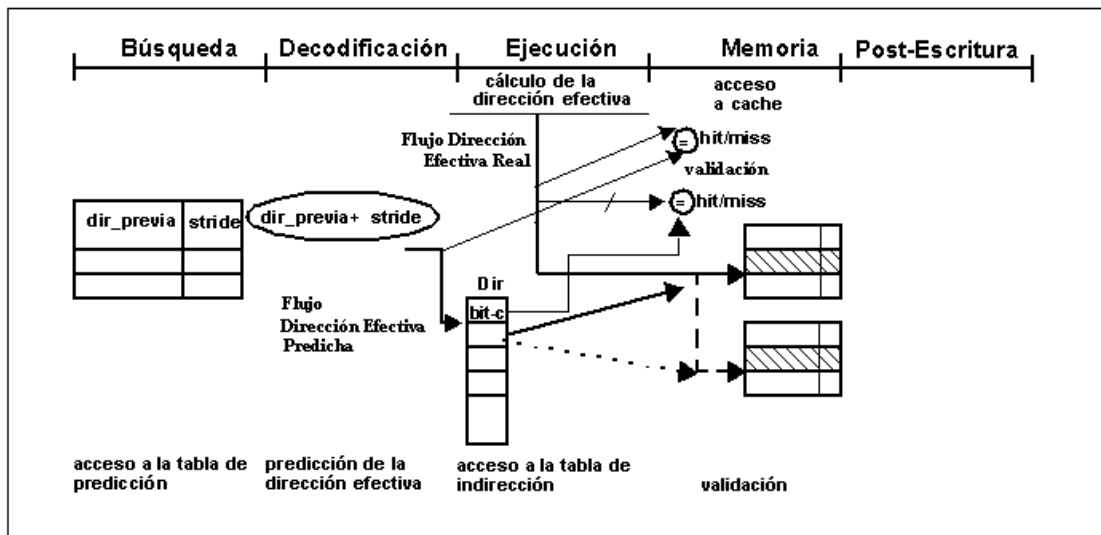 Búsqueda Decodificación Ejecución Memoria Post-Escritura
cálculo de la
dirección efectiva
acceso
a cache
Flujo Dirección
Efectiva Real
= hit/miss
validación
= hit/miss
dir_previa stride
dir_previa+ stride
Dir
bit-c
Flujo
Dirección Efectiva
Predicha
acceso a la tabla de
predicción
predicción de la
dirección efectiva
acceso a la tabla de
indirección
validación